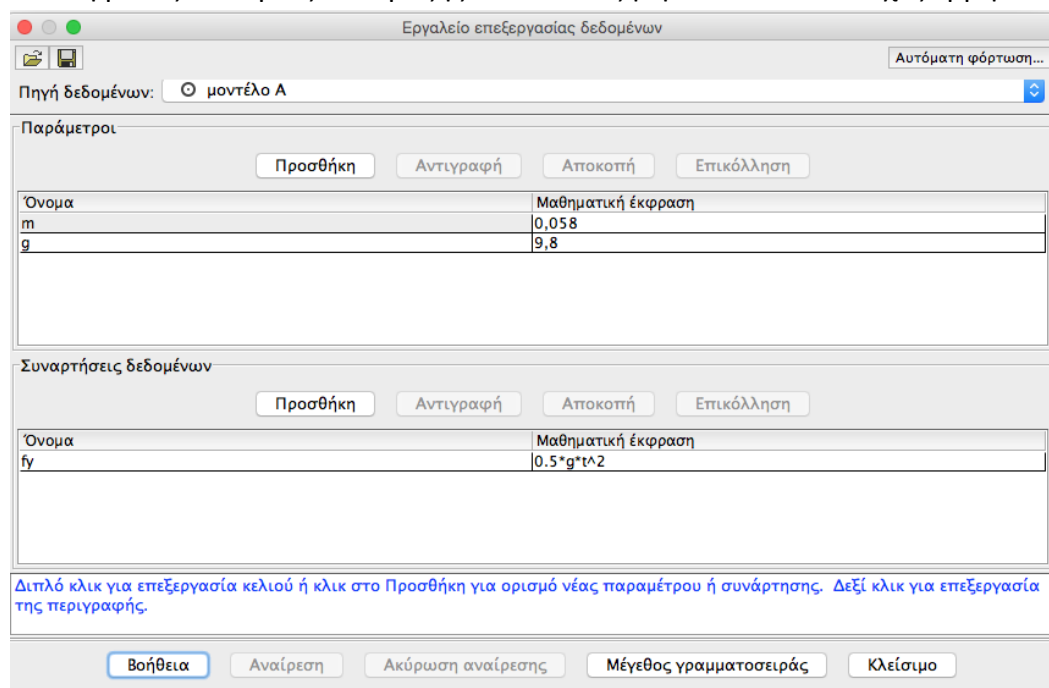 Εργαλείο επεξεργασίας δεδομένων
Αυτόματη φόρτωση...
Πηγή δεδομένων: μοντέλο A
Παράμετροι
Προσθήκη Αντιγραφή Αποκοπή Επικόλληση
Όνομα Μαθηματική έκφραση
m 0,058
g 9,8
Συναρτήσεις δεδομένων
Προσθήκη Αντιγραφή Αποκοπή Επικόλληση
Όνομα Μαθηματική έκφραση
fy 0.5*g*t^2
Διπλό κλικ για επεξεργασία κελιού ή κλικ στο Προσθήκη για ορισμό νέας παραμέτρου ή συνάρτησης. Δεξί κλικ για επεξεργασία
της περιγραφής.
Βοήθεια Αναίρεση Ακύρωση αναίρεσης Μέγεθος γραμματοσειράς Κλείσιμο